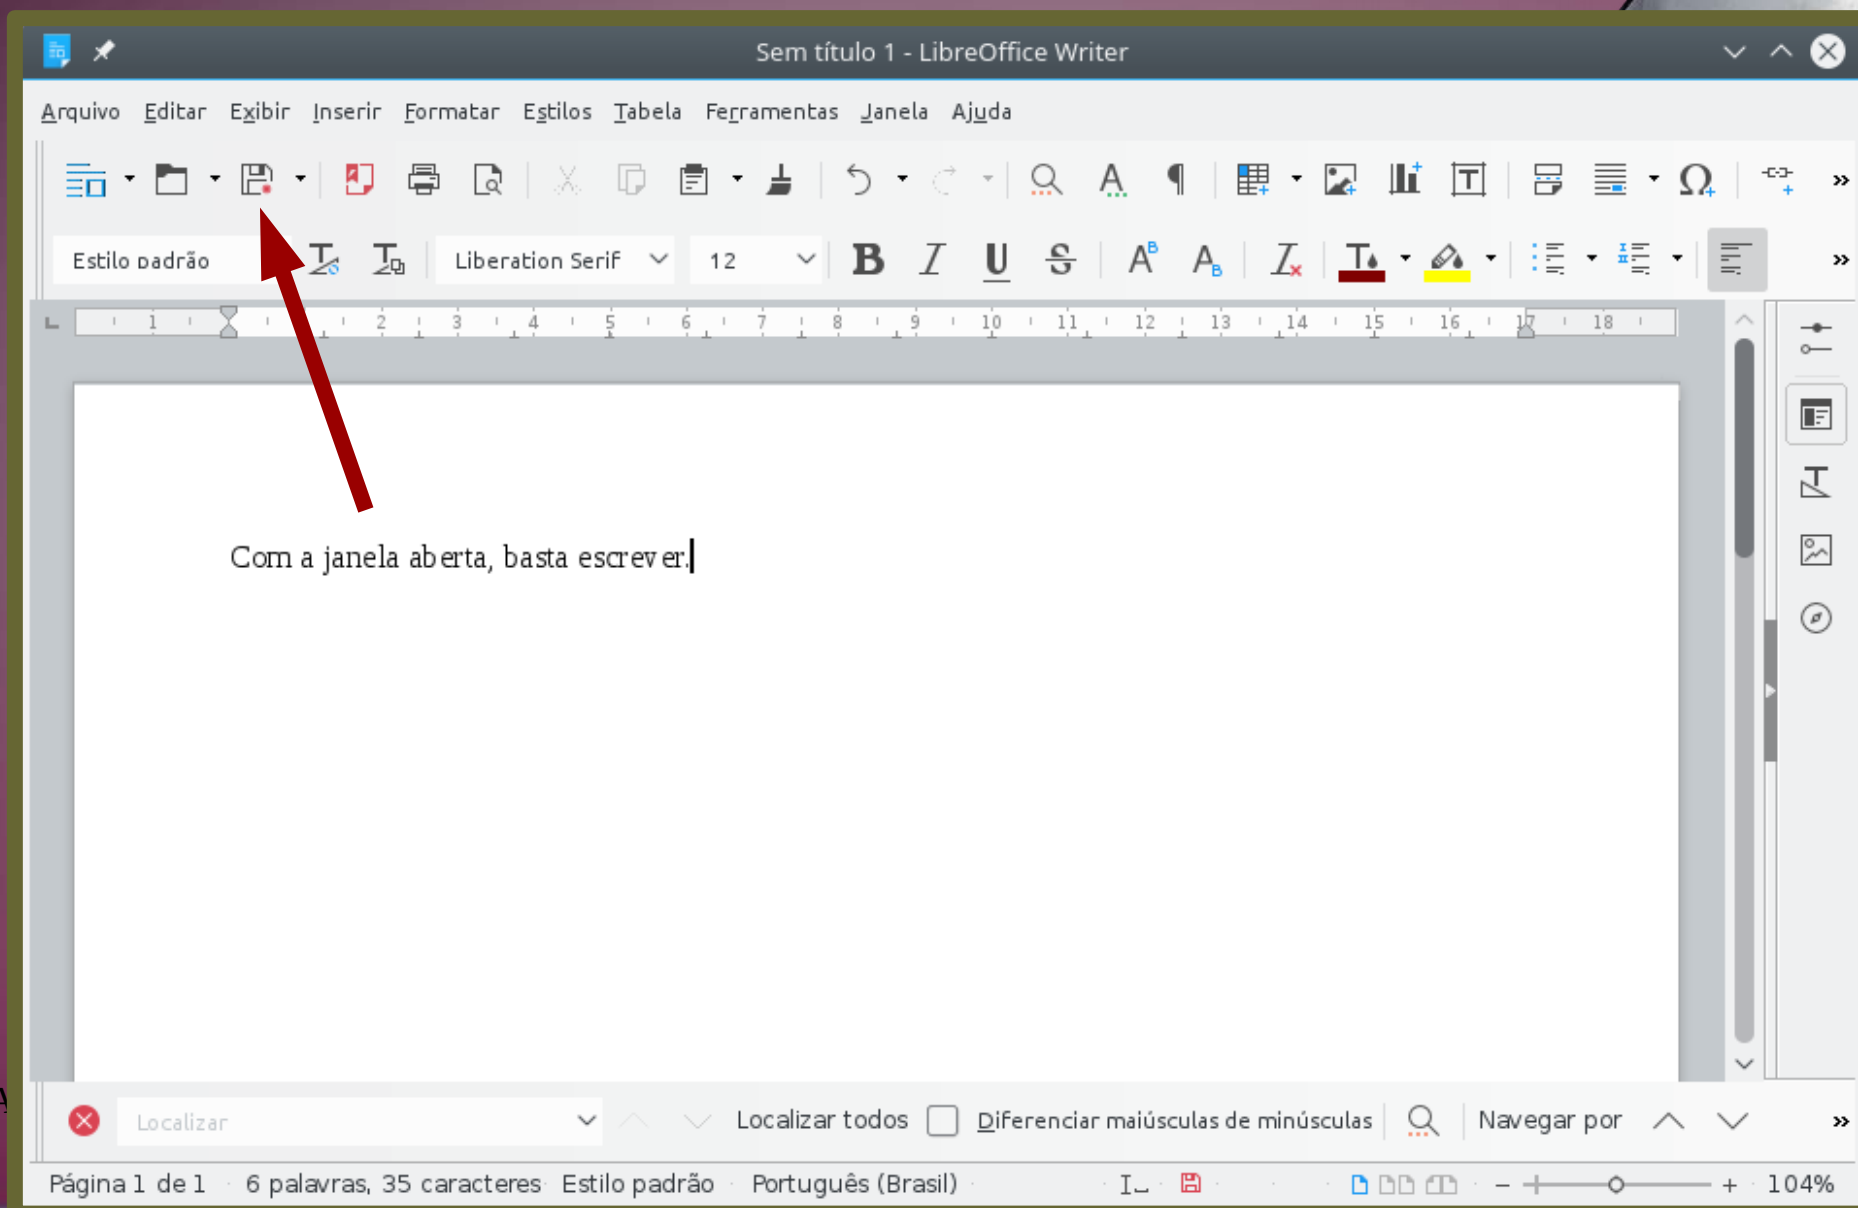 Sem título 1 - LibreOffice Writer
Arquivo Editar Exibir Inserir Formatar Estilos Tabela Ferramentas Janela Ajuda
Estilo padrão Liberation Serif 12
1 1 2 3 4 5 6 7 8 9 10 11 12 13 14 15 16 17 18
Com a janela aberta, basta escrever.
Localizar Localizar todos Diferenciar maiúsculas de minúsculas Navegar por
Página 1 de 1 6 palavras, 35 caracteres Estilo padrão Português (Brasil) 104%